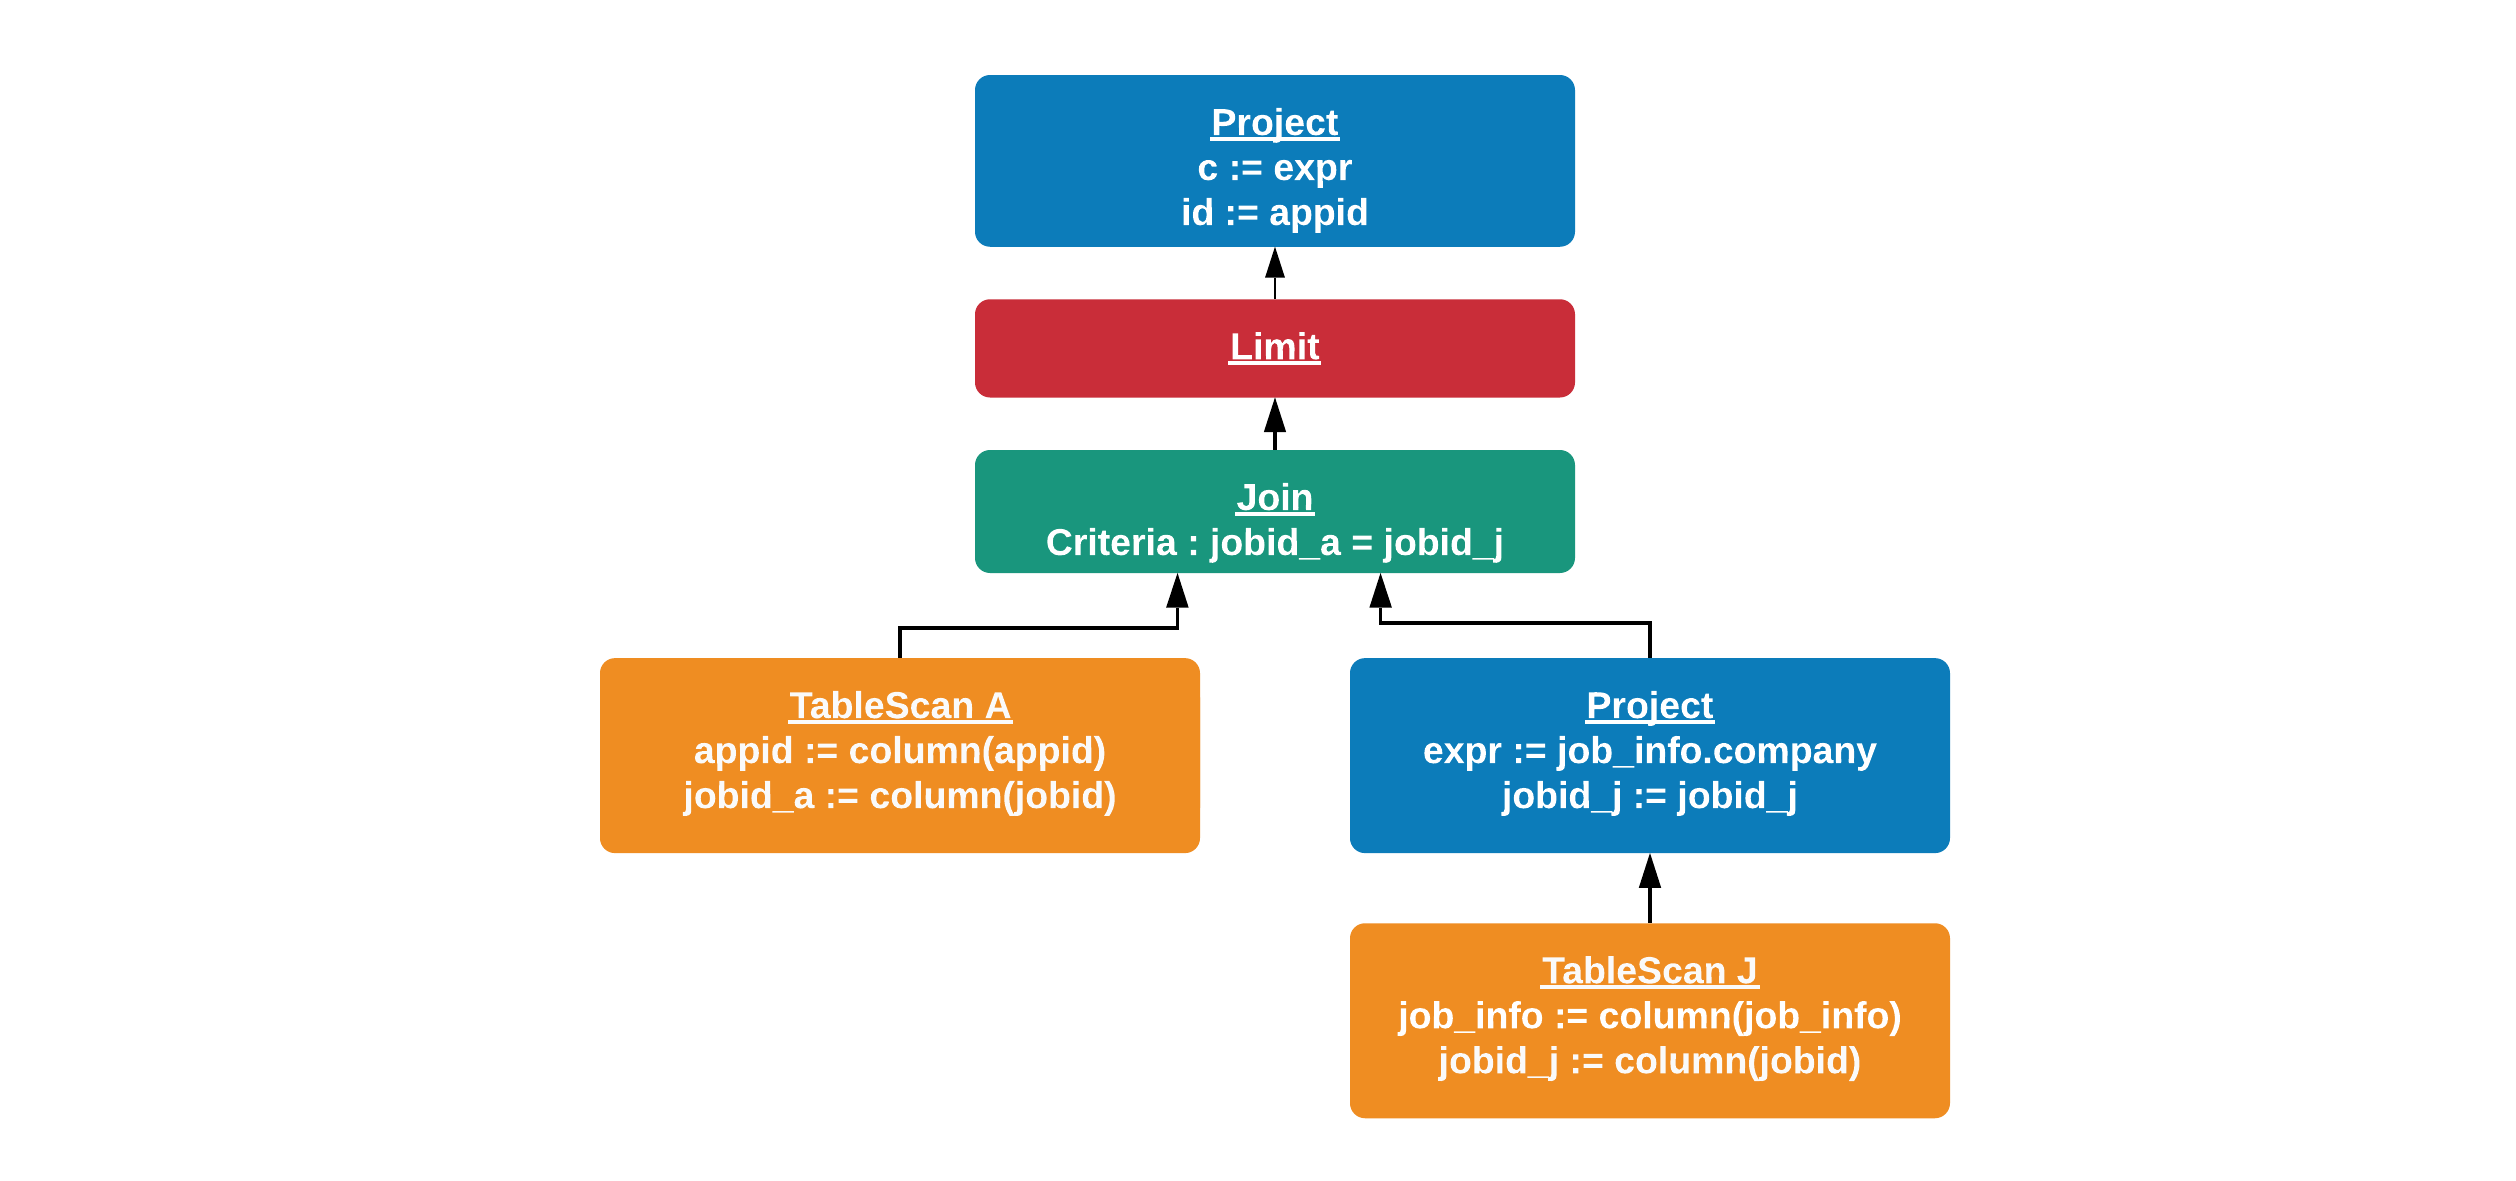 Project
c := expr
id := appid
Limit
Join
Criteria : jobid_a = jobid_j
TableScan A
appid := column(appid)
jobid_a := column(jobid)
Project
expr := job_info.company
jobid_j := jobid_j
TableScan J
job_info := column(job_info)
jobid_j := column(jobid)